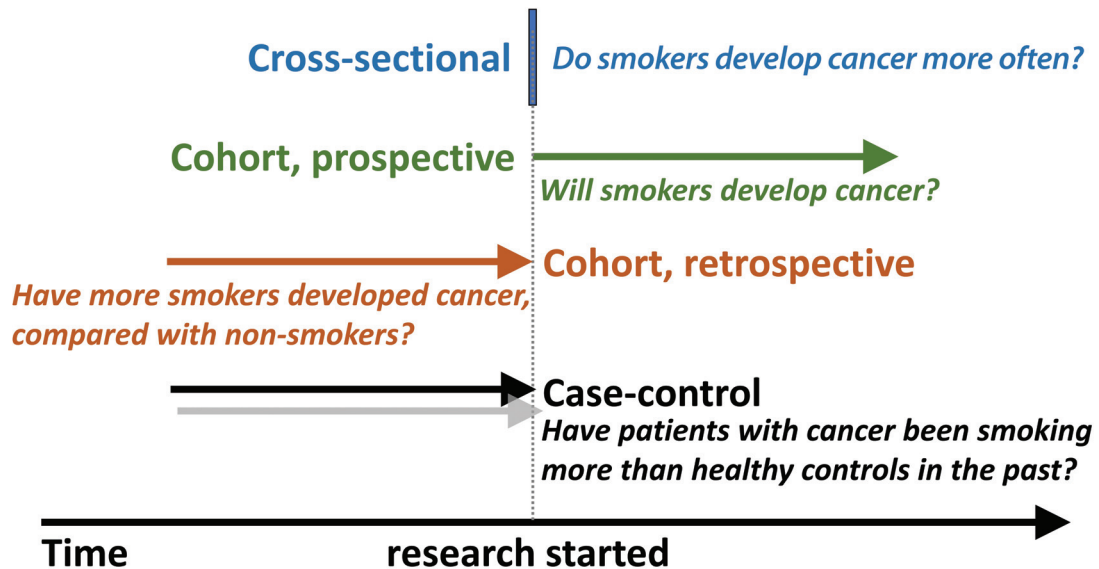 Cross-sectional
Do smokers develop cancer more often?
Cohort, prospective
Will smokers develop cancer?
Cohort, retrospective
Have more smokers developed cancer,
compared with non-smokers?
Case-control
Have patients with cancer been smoking
more than healthy controls in the past?
Time
research started